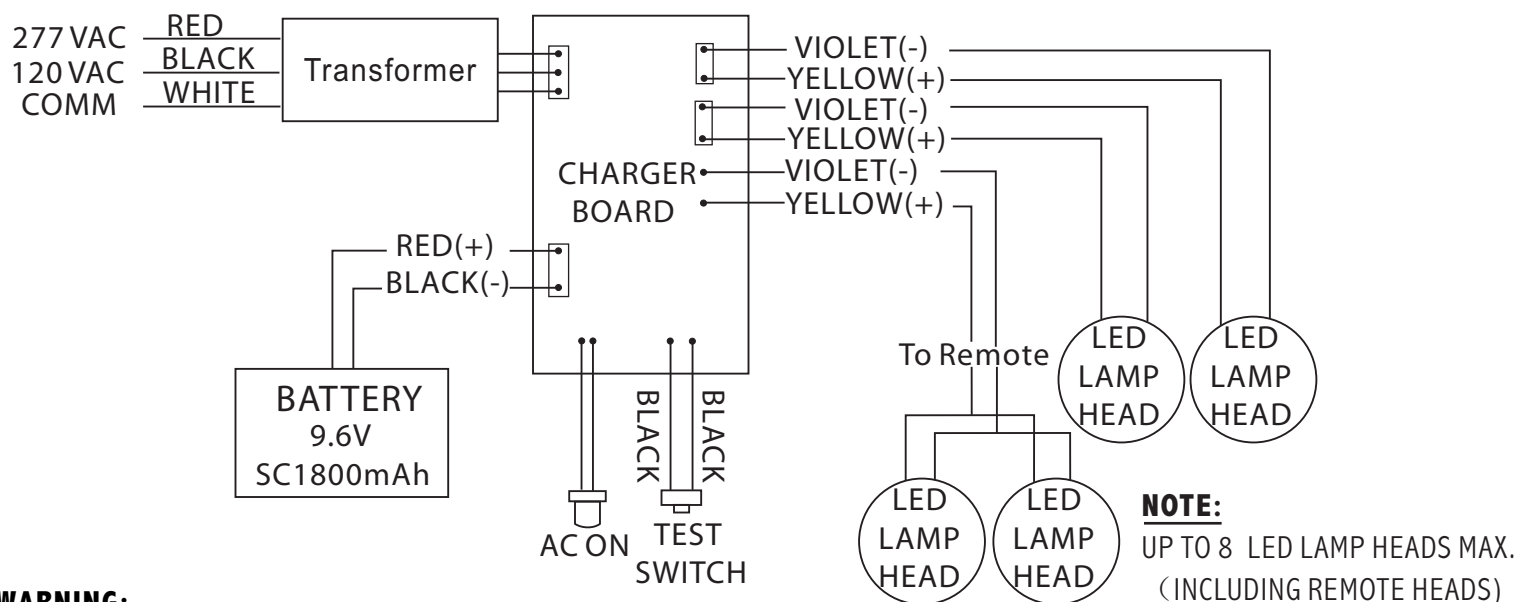 277 VAC
RED
120 VAC
BLACK
COMM
WHITE
Transformer
CHARGER
BOARD
VIOLET(-)
YELLOW(+)
VIOLET(-)
YELLOW(+)
VIOLET(-)
YELLOW(+)
RED(+)
BLACK(-)
BATTERY
9.6V
SC1800mAh
AC ON
BLACK
BLACK
TEST
SWITCH
To Remote
LED
LAMP
HEAD
LED
LAMP
HEAD
LED
LAMP
HEAD
LED
LAMP
HEAD
NOTE:
UP TO 8 LED LAMP HEADS MAX.
(INCLUDING REMOTE HEADS)
WARNING: